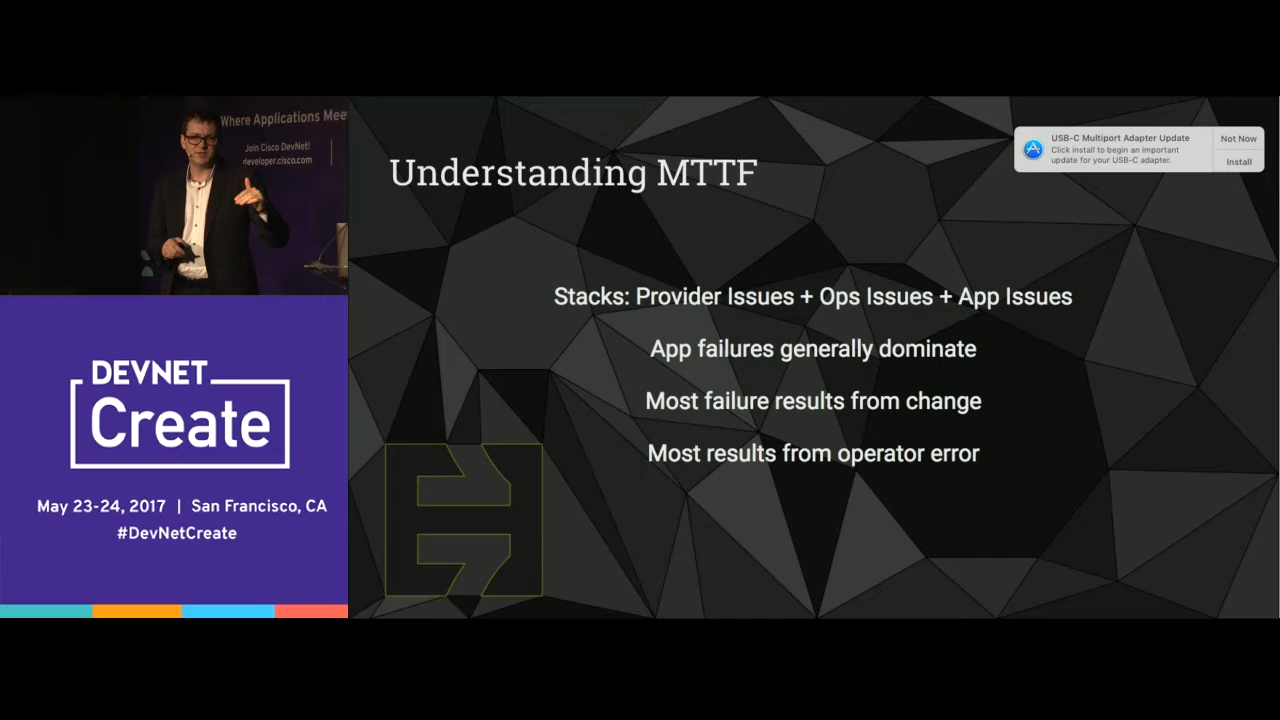 Where Applications Mee
Join Cisco DevNet!
developer.cisco.com
DEVNET
Create
May 23-24, 2017 | San Francisco, CA
#DevNetCreate
Understanding MTTF
Stacks: Provider Issues + Ops Issues + App Issues
App failures generally dominate
Most failure results from change
Most results from operator error
USB-C Multiport Adapter Update
Click install to begin an important
update for your USB-C adapter.
Not Now
Install